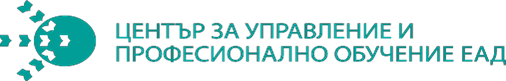 ЦЕНТЪР ЗА УПРАВЛЕНИЕ И
ПРОФЕСИОНАЛНО ОБУЧЕНИЕ ЕАД